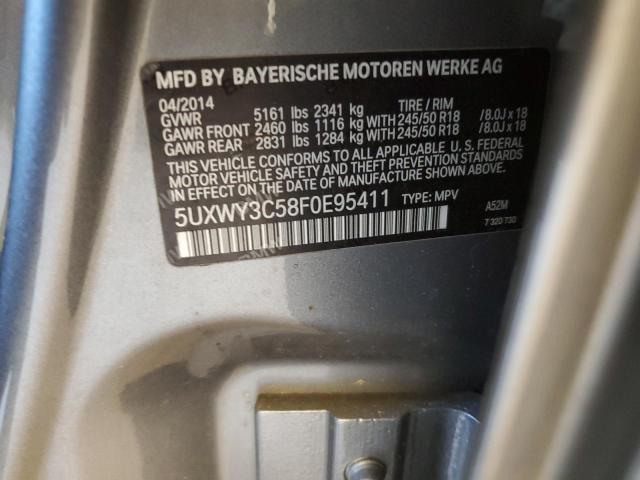 MFD BY BAYERISCHE MOTOREN WERKE AG
04/2014 TIRE / RIM
GVWR 5161 lbs 2341 kg
GAWR FRONT 2460 lbs 1116 kg WITH 245/50 R18 /8.0J x 18
GAWR REAR 2831 lbs 1284 kg WITH 245/50 R18 /8.0J x 18
THIS VEHICLE CONFORMS TO ALL APPLICABLE U. S. FEDERAL
MOTOR VEHICLE SAFETY AND THEFT PREVENTION STANDARDS
IN EFFECT ON THE DATE OF MANUFACTURE SHOWN ABOVE.
5UXWY3C58F0E95411 TYPE: MPV A52M
7 320 730